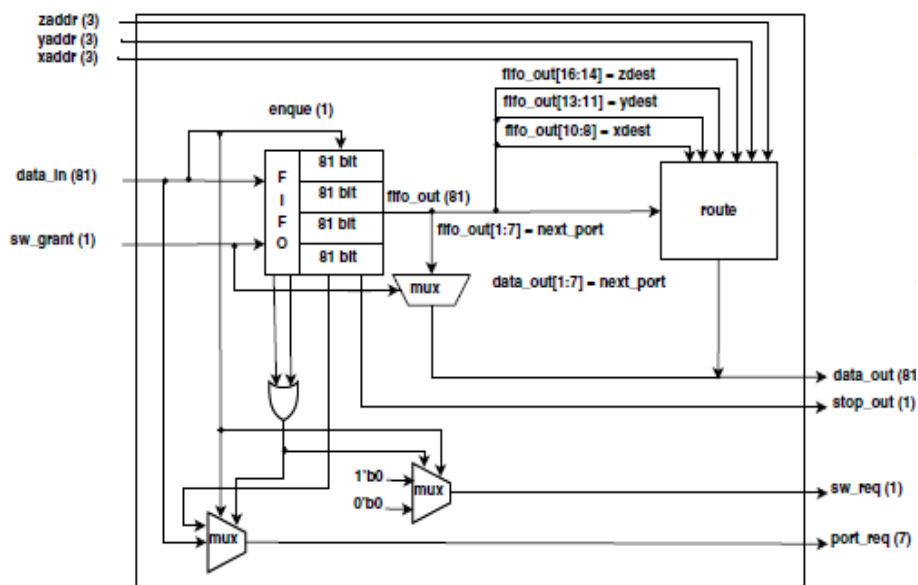 zaddr (3)
yaddr (3)
xaddr (3)
fifo_out[16:14] = zdest
fifo_out[13:11] = ydest
fifo_out[10:8] = xdest
enque (1)
data_in (81)
sw_grant (1)
F
I
F
O
81 bit
81 bit
81 bit
81 bit
fifo_out (81)
fifo_out[1:7] = next_port
route
mux
data_out[1:7] = next_port
data_out (81
stop_out (1)
1'b0
0'b0
mux
sw_req (1)
mux
port_req (7)